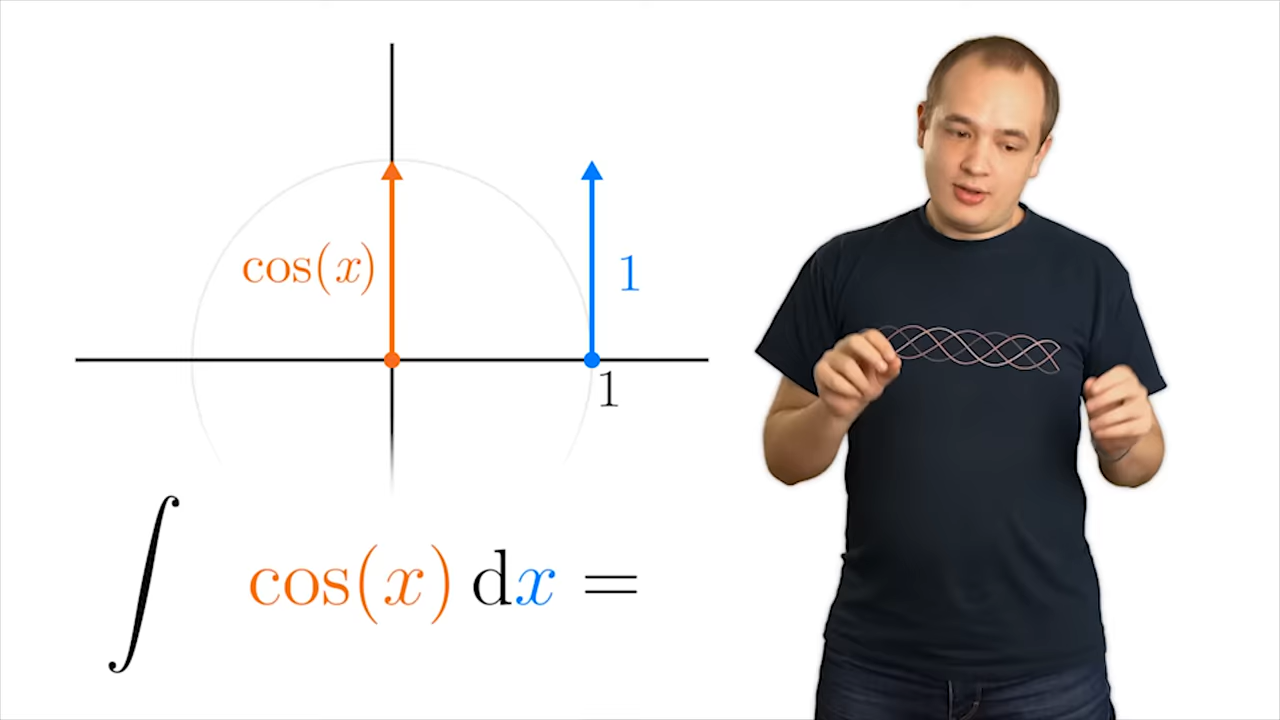 cos(x)
1
1
∫ cos(x) dx =